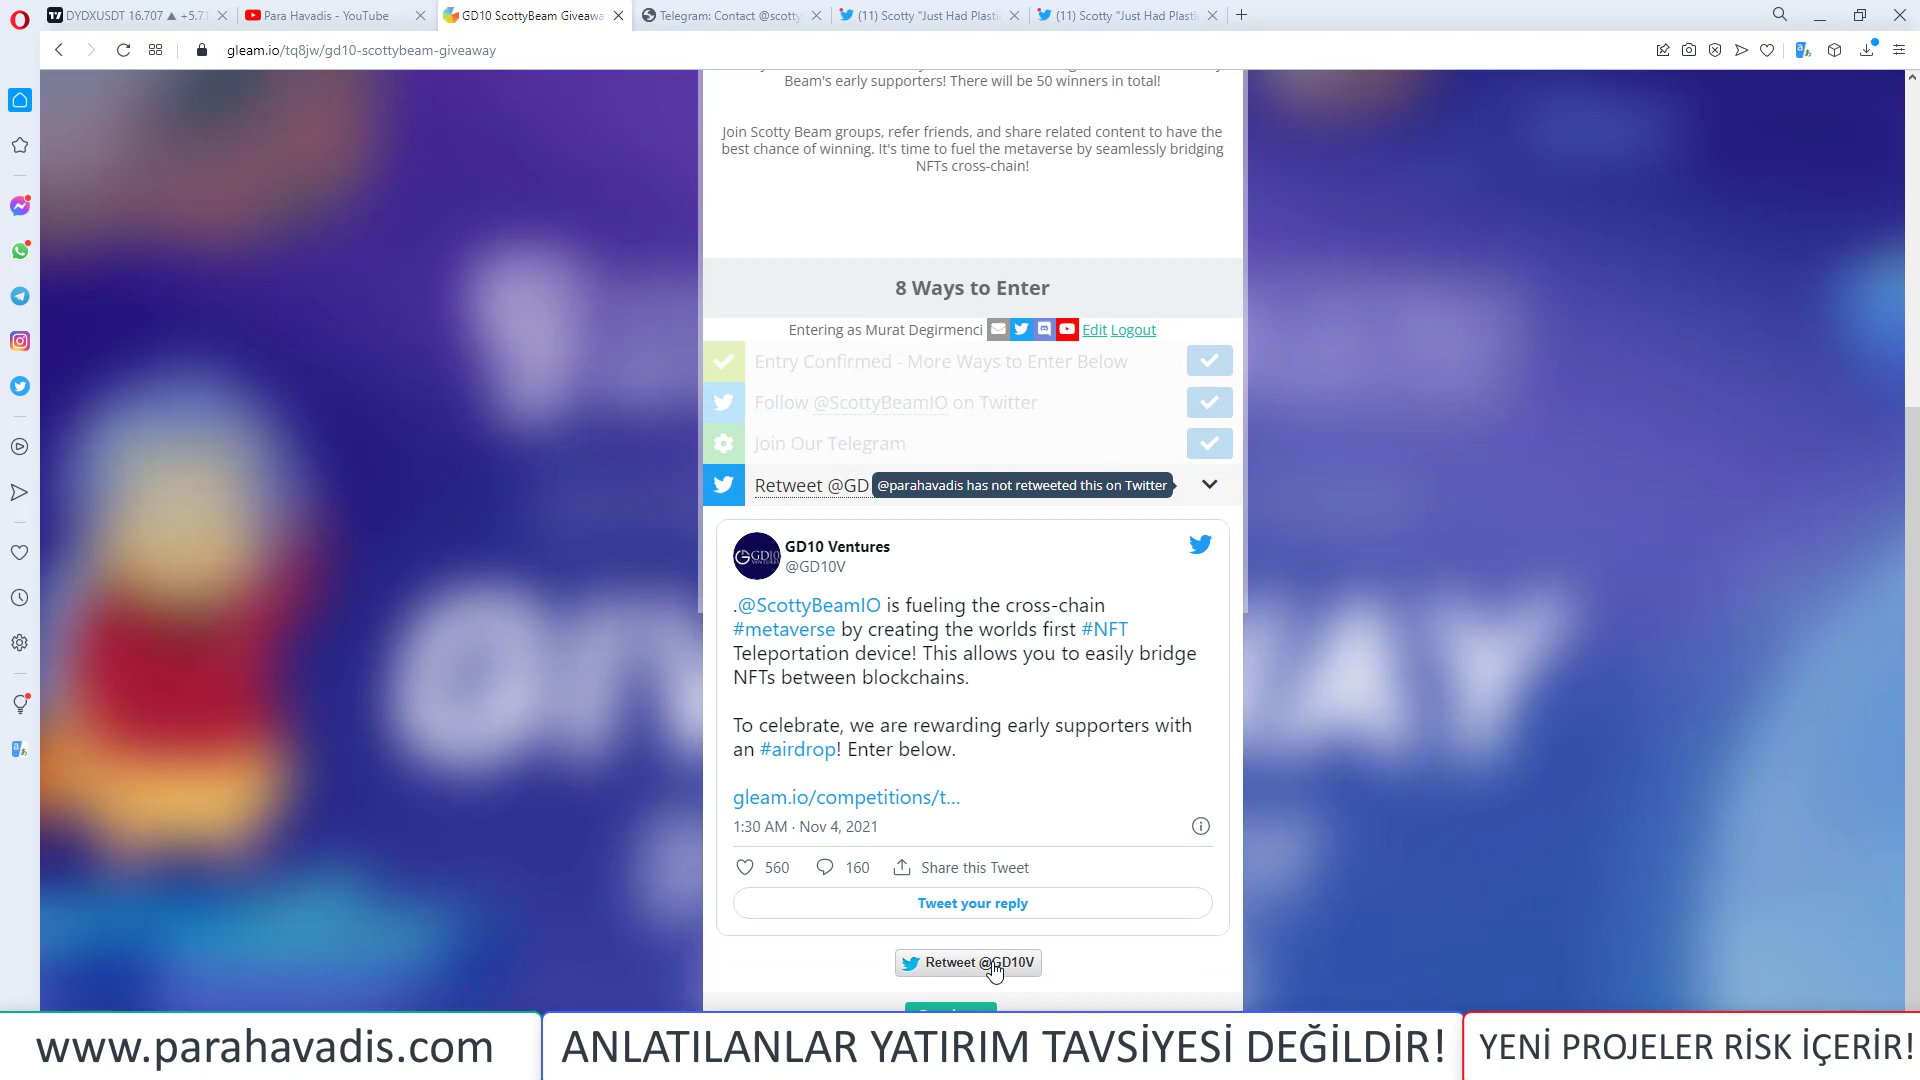 DYDXUSDT 16.707 ▲ +5.7
Para Havadis - YouTube
GD10 ScottyBeam Giveawa
Telegram: Contact @scotty
(11) Scotty "Just Had Plasti
(11) Scotty "Just Had Plasti
gleam.io/tq8jw/gd10-scottybeam-giveaway
Beam's early supporters! There will be 50 winners in total!
Join Scotty Beam groups, refer friends, and share related content to have the
best chance of winning. It's time to fuel the metaverse by seamlessly bridging
NFTs cross-chain!
8 Ways to Enter
Entering as Murat Degirmenci Edit Logout
Entry Confirmed - More Ways to Enter Below
Follow @ScottyBeamIO on Twitter
Join Our Telegram
Retweet @GD
@parahavadis has not retweeted this on Twitter
GD10 Ventures
@GD10V
.@ScottyBeamIO is fueling the cross-chain
#metaverse by creating the worlds first #NFT
Teleportation device! This allows you to easily bridge
NFTs between blockchains.
To celebrate, we are rewarding early supporters with
an #airdrop! Enter below.
gleam.io/competitions/t...
1:30 AM · Nov 4, 2021
560 160 Share this Tweet
Tweet your reply
Retweet @GD10V
www.parahavadis.com
ANLATILANLAR YATIRIM TAVSİYESİ DEĞİLDİR!
YENİ PROJELER RİSK İÇERİR!